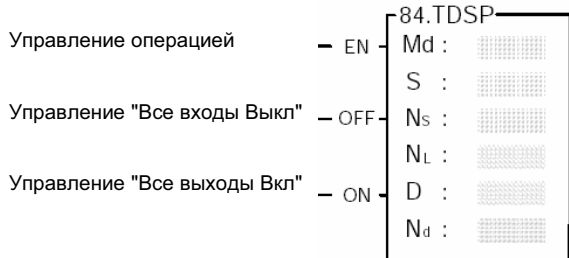 84.TDSP
Управление операцией EN Md :
S :
Управление "Все входы Выкл" OFF Ns :
NL :
Управление "Все выходы Вкл" ON D :
Nd :